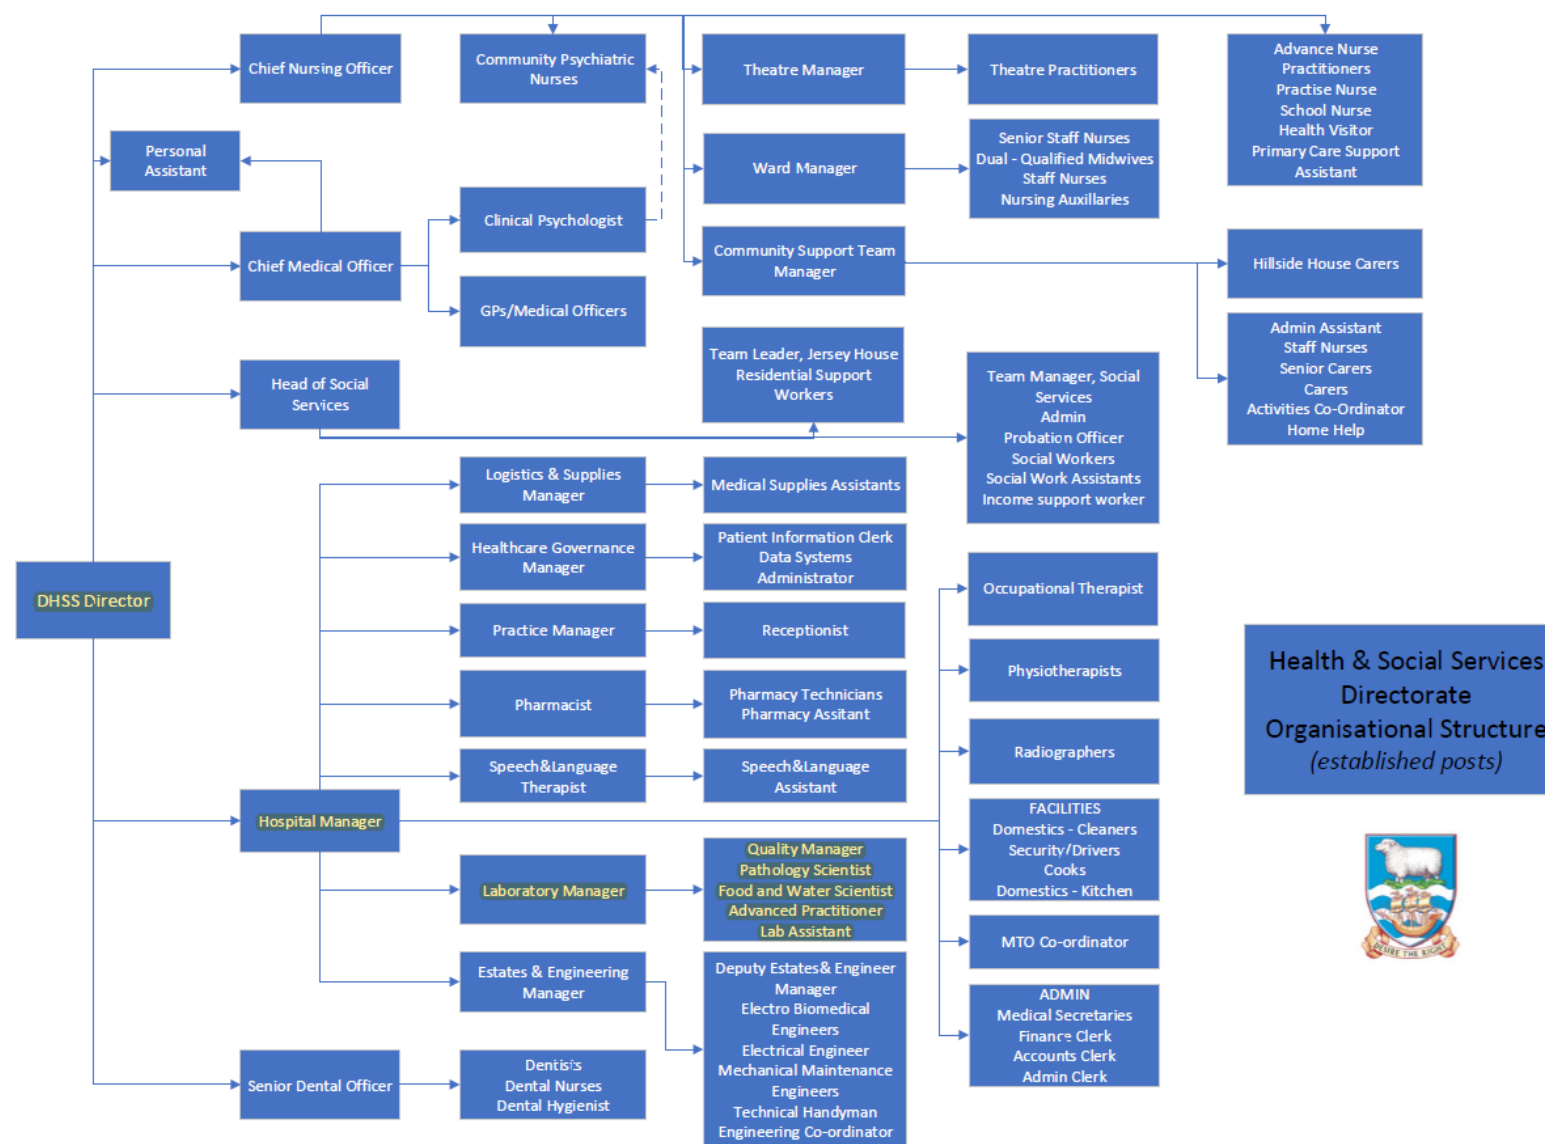 Chief Nursing Officer
Community Psychiatric
Nurses
Theatre Manager
Theatre Practitioners
Advance Nurse
Practitioners
Practise Nurse
School Nurse
Health Visitor
Primary Care Support
Assistant
Personal
Assistant
Ward Manager
Senior Staff Nurses
Dual - Qualified Midwives
Staff Nurses
Nursing Auxillaries
Clinical Psychologist
Chief Medical Officer
Community Support Team
Manager
Hillside House Carers
GPs/Medical Officers
Admin Assistant
Staff Nurses
Senior Carers
Carers
Activities Co-Ordinator
Home Help
Head of Social
Services
Team Leader, Jersey House
Residential Support
Workers
Team Manager, Social
Services
Admin
Probation Officer
Social Workers
Social Work Assistants
Income support worker
Logistics & Supplies
Manager
Medical Supplies Assistants
Healthcare Governance
Manager
Patient Information Clerk
Data Systems
Administrator
DHSS Director
Occupational Therapist
Practice Manager
Receptionist
Physiotherapists
Health & Social Services
Directorate
Organisational Structure
(established posts)
Pharmacist
Pharmacy Technicians
Pharmacy Assitant
Radiographers
Speech&Language
Therapist
Speech&Language
Assistant
Hospital Manager
FACILITIES
Domestics - Cleaners
Security/Drivers
Cooks
Domestics - Kitchen
Laboratory Manager
Quality Manager
Pathology Scientist
Food and Water Scientist
Advanced Practitioner
Lab Assistant
MTO Co-ordinator
DESIRE THE RIGHT
Estates & Engineering
Manager
Deputy Estates& Engineer
Manager
Electro Biomedical
Engineers
Electrical Engineer
Mechanical Maintenance
Engineers
Technical Handyman
Engineering Co-ordinator
ADMIN
Medical Secretaries
Finance Clerk
Accounts Clerk
Admin Clerk
Senior Dental Officer
Dentists
Dental Nurses
Dental Hygienist